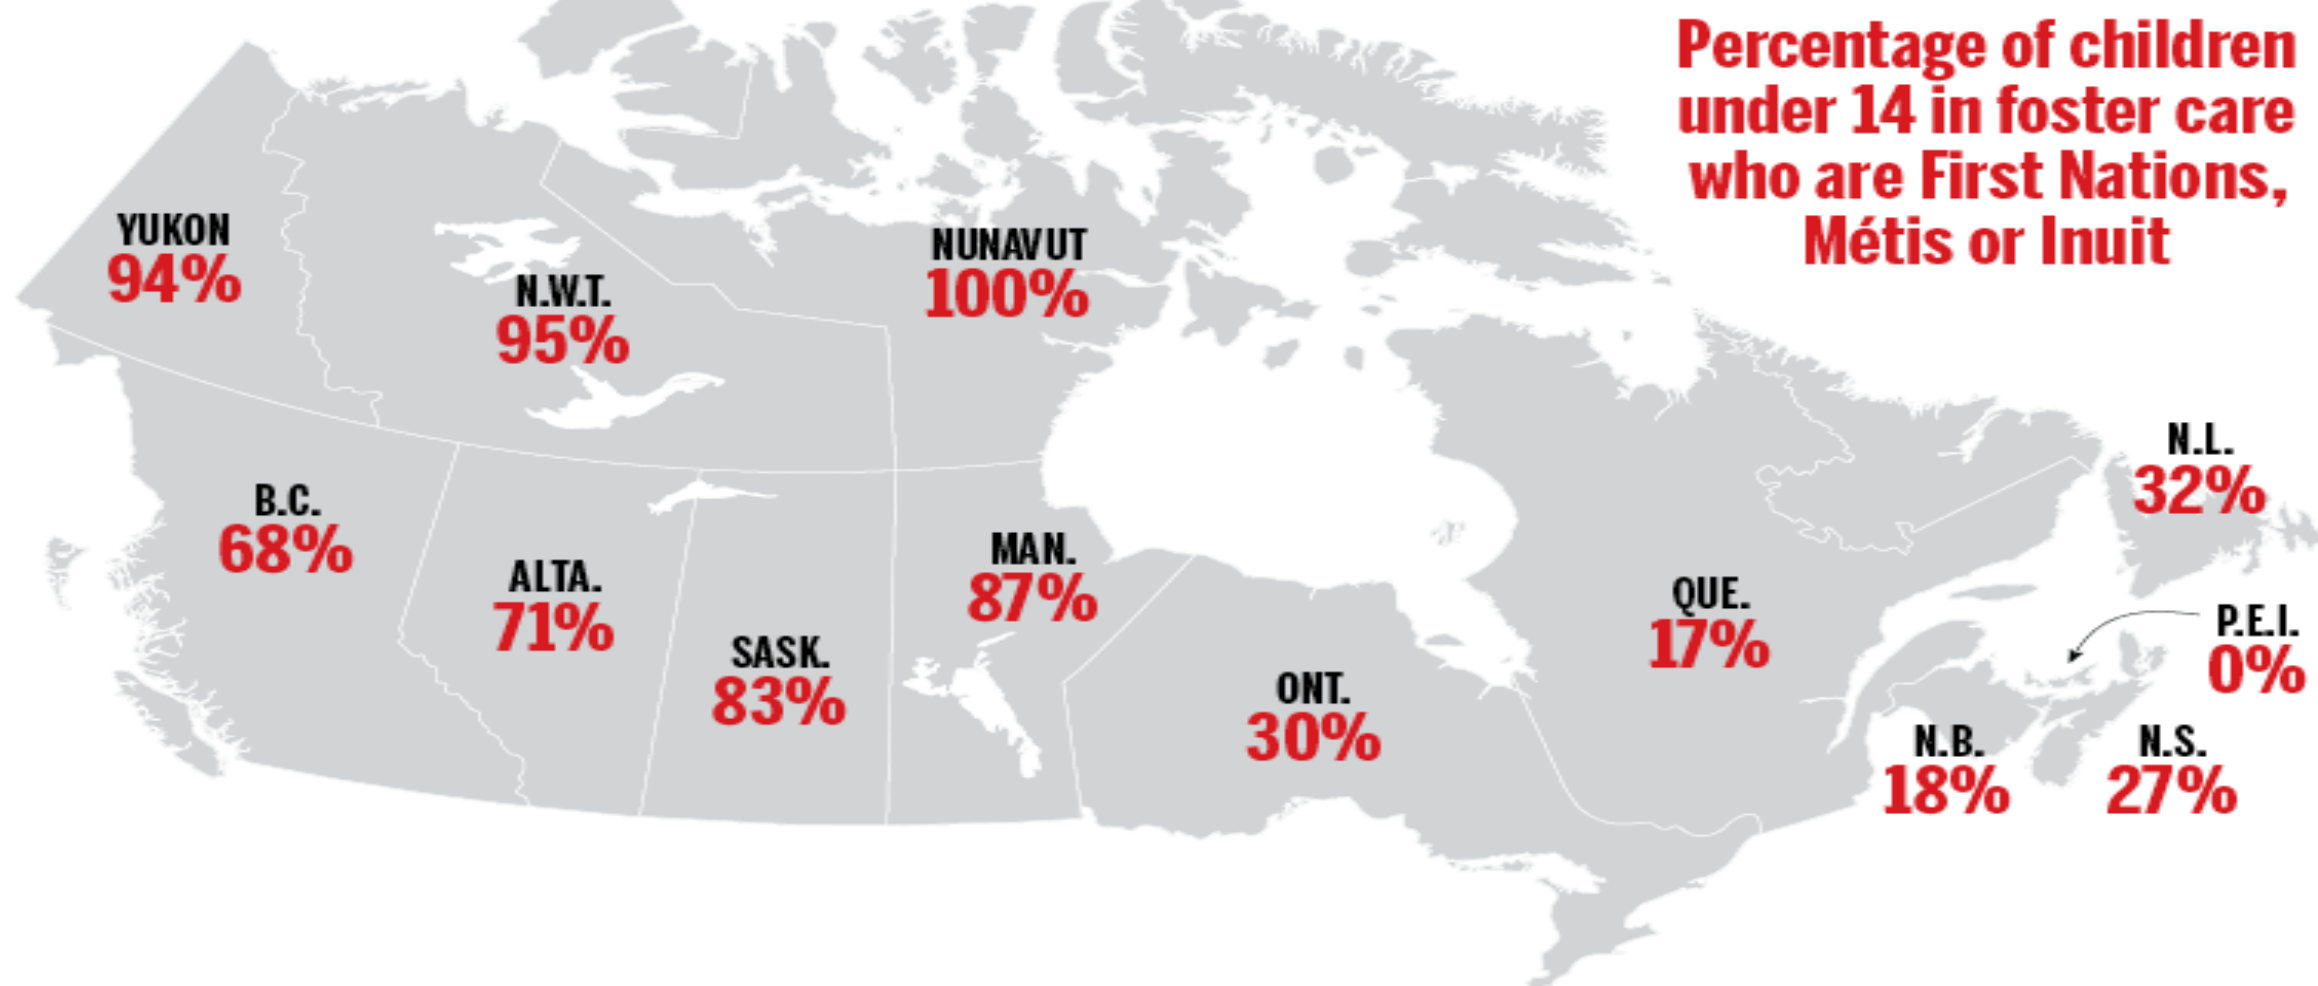 Percentage of children
under 14 in foster care
who are First Nations,
Métis or Inuit
YUKON
94%
N.W.T.
95%
NUNAVUT
100%
B.C.
68%
ALTA.
71%
SASK.
83%
MAN.
87%
ONT.
30%
QUE.
17%
N.L.
32%
P.E.I.
0%
N.B.
18%
N.S.
27%